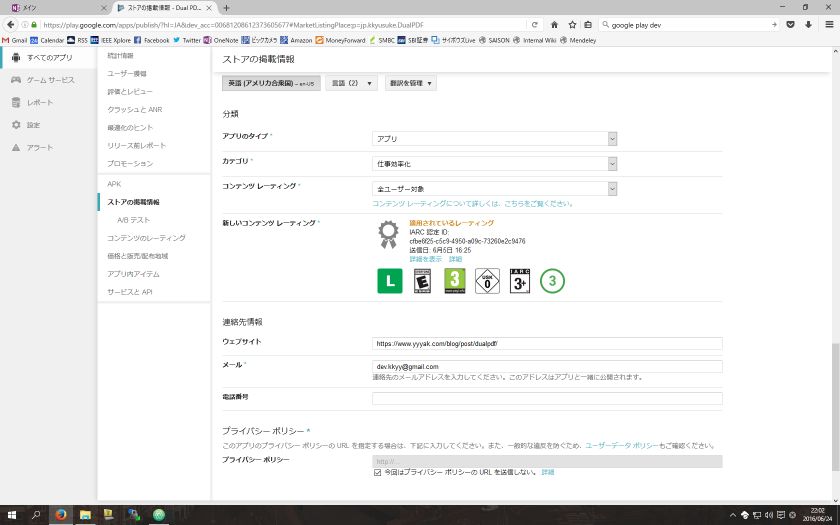 メイン
ストアの掲載情報 - Dual PD...
https://play.google.com/apps/publish/?hl=JA&dev_acc=00681208612373605677#MarketListingPlace:p=jp.kkyusuke.DualPDF
google play dev
Gmail
Calendar
RSS
IEEE Xplore
Facebook
Twitter
OneNote
ビックカメラ
Amazon
MoneyForward
SMBC
SBI証券
サイボウズLive
SAISON
Internal Wiki
Mendeley
すべてのアプリ
ゲーム サービス
レポート
設定
アラート
統計情報
ユーザー獲得
評価とレビュー
クラッシュと ANR
最適化のヒント
リリース前レポート
プロモーション
APK
ストアの掲載情報
A/B テスト
コンテンツのレーティング
価格と販売/配布地域
アプリ内アイテム
サービスと API
ストアの掲載情報
英語 (アメリカ合衆国) – en-US
言語 (2)
翻訳を管理
分類
アプリのタイプ *
アプリ
カテゴリ *
仕事効率化
コンテンツ レーティング *
全ユーザー対象
コンテンツ レーティングについて詳しくは、こちらをご覧ください。
新しいコンテンツ レーティング *
適用されているレーティング
IARC 認定 ID:
cfbe6f25-c5c9-4950-a09c-73260e2c9476
送信日: 6月5日 16:25
詳細を表示 詳細
L
E
3
USK
0
IARC
3+
3
連絡先情報
ウェブサイト
https://www.yyyak.com/blog/post/dualpdf/
メール *
dev.kkyy@gmail.com
連絡先のメールアドレスを入力してください。このアドレスはアプリと一緒に公開されます。
電話番号
プライバシー ポリシー *
このアプリのプライバシー ポリシーの URL を指定する場合は、下記に入力してください。また、一般的な違反を防ぐため、ユーザーデータ ポリシーもご確認ください。
プライバシー ポリシー
http://...
今回はプライバシー ポリシーの URL を送信しない。 詳細
22:02
2016/06/24